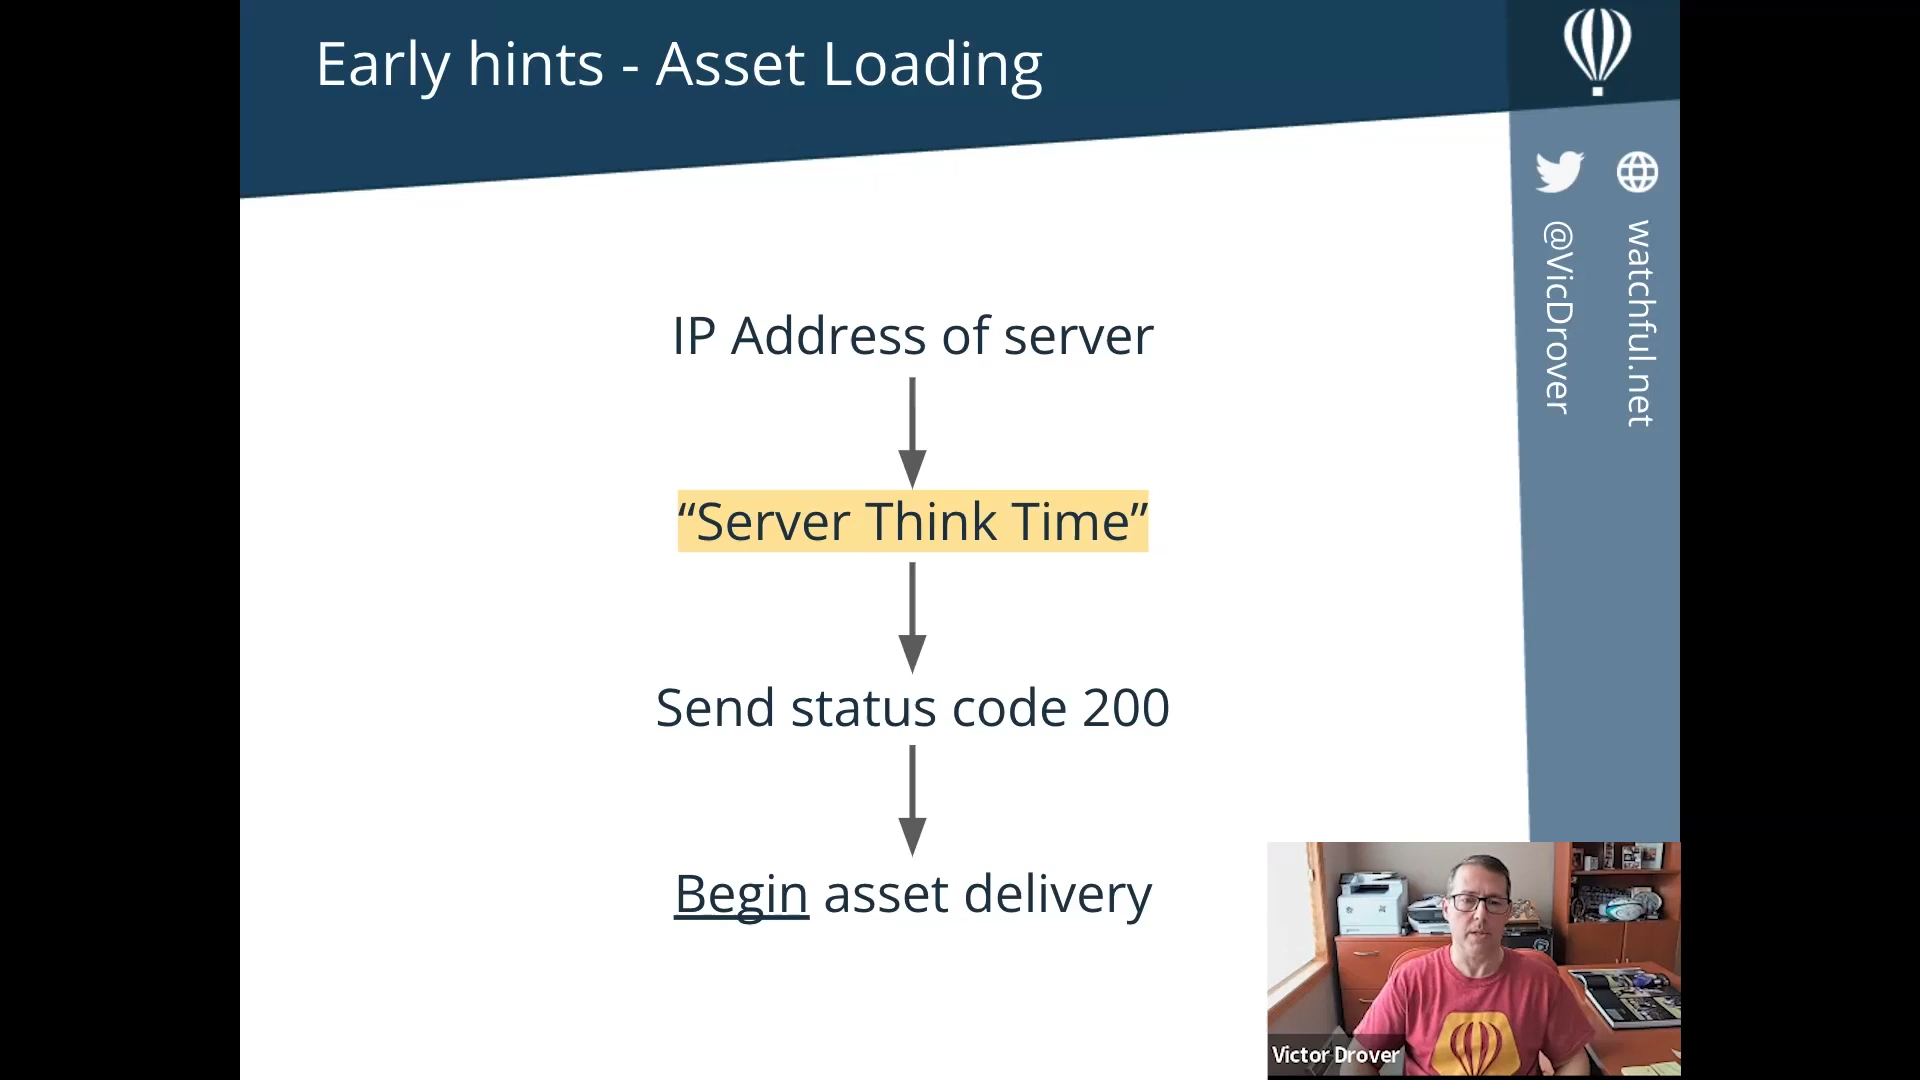 Early hints - Asset Loading
@VicDrover
watchful.net
IP Address of server
“Server Think Time”
Send status code 200
Begin asset delivery
Victor Drover